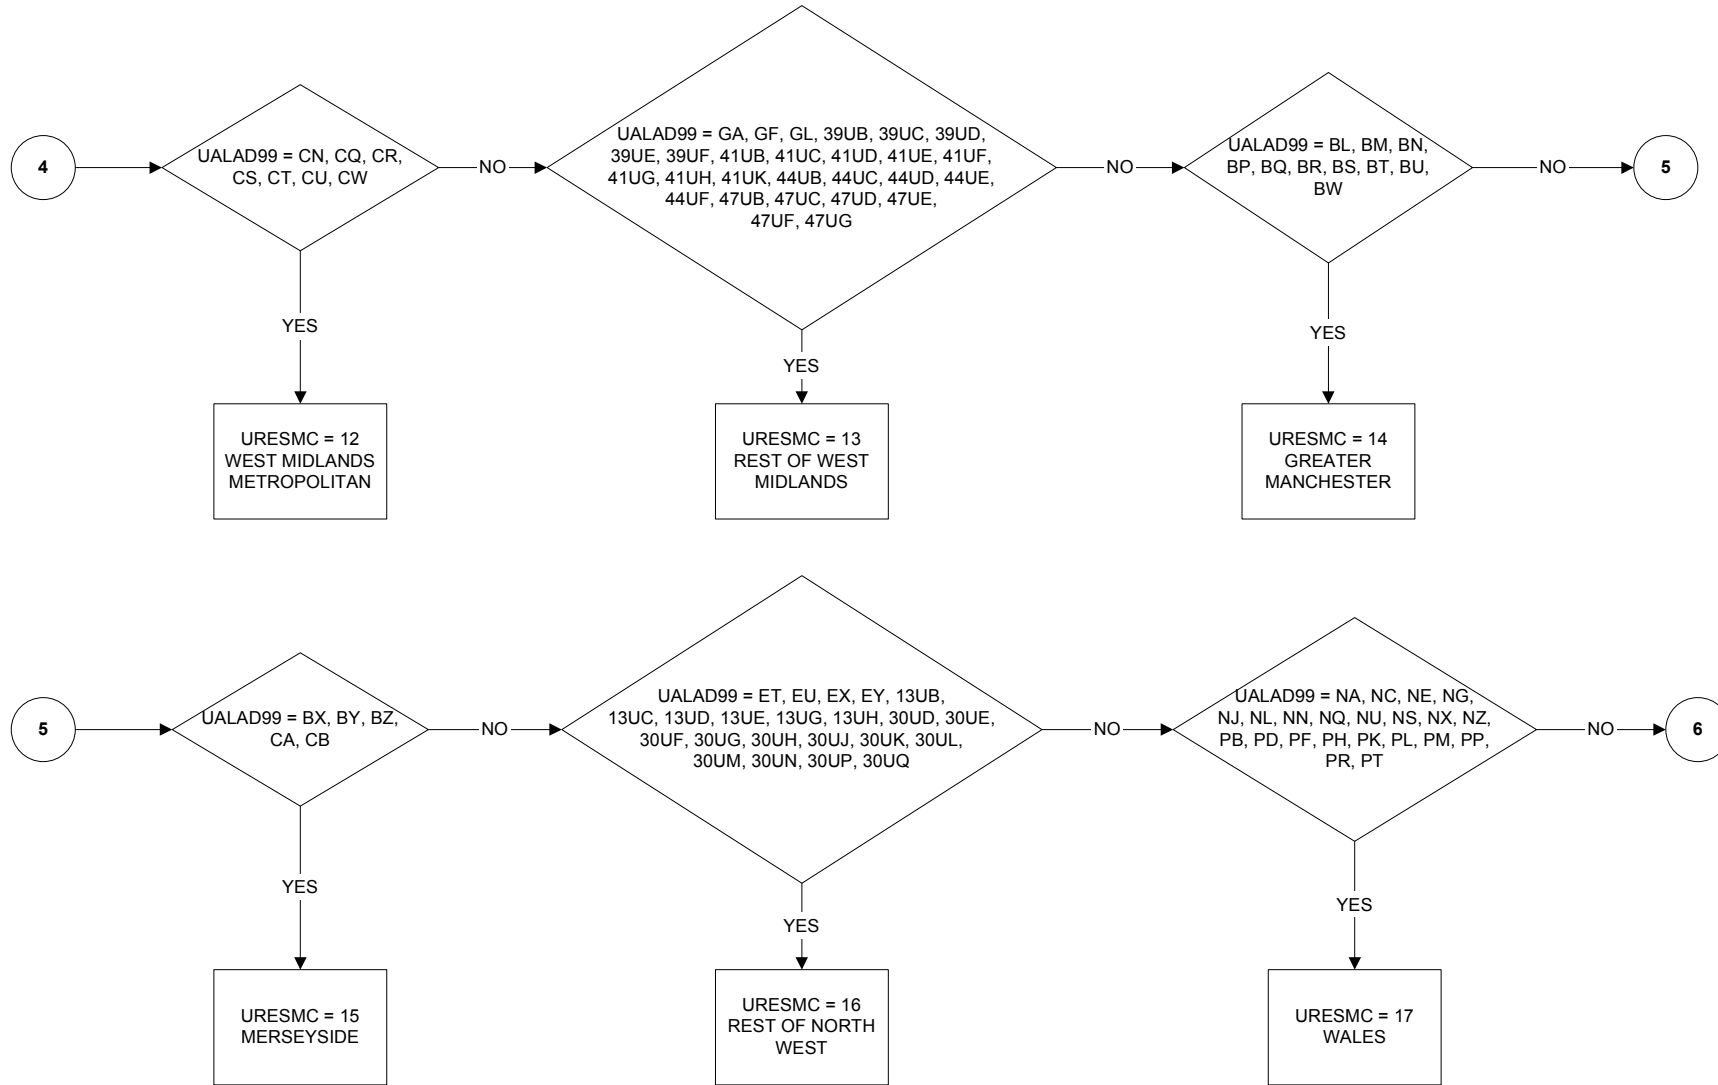 4
UALAD99 = CN, CQ, CR,
CS, CT, CU, CW
NO
UALAD99 = GA, GF, GL, 39UB, 39UC, 39UD,
39UE, 39UF, 41UB, 41UC, 41UD, 41UE, 41UF,
41UG, 41UH, 41UK, 44UB, 44UC, 44UD, 44UE,
44UF, 47UB, 47UC, 47UD, 47UE,
47UF, 47UG
NO
UALAD99 = BL, BM, BN,
BP, BQ, BR, BS, BT, BU,
BW
NO
5
YES
YES
YES
URESMC = 12
WEST MIDLANDS
METROPOLITAN
URESMC = 13
REST OF WEST
MIDLANDS
URESMC = 14
GREATER
MANCHESTER
5
UALAD99 = BX, BY, BZ,
CA, CB
NO
UALAD99 = ET, EU, EX, EY, 13UB,
13UC, 13UD, 13UE, 13UG, 13UH, 30UD, 30UE,
30UF, 30UG, 30UH, 30UJ, 30UK, 30UL,
30UM, 30UN, 30UP, 30UQ
NO
UALAD99 = NA, NC, NE, NG,
NJ, NL, NN, NQ, NU, NS, NX, NZ,
PB, PD, PF, PH, PK, PL, PM, PP,
PR, PT
NO
6
YES
YES
YES
URESMC = 15
MERSEYSIDE
URESMC = 16
REST OF NORTH
WEST
URESMC = 17
WALES